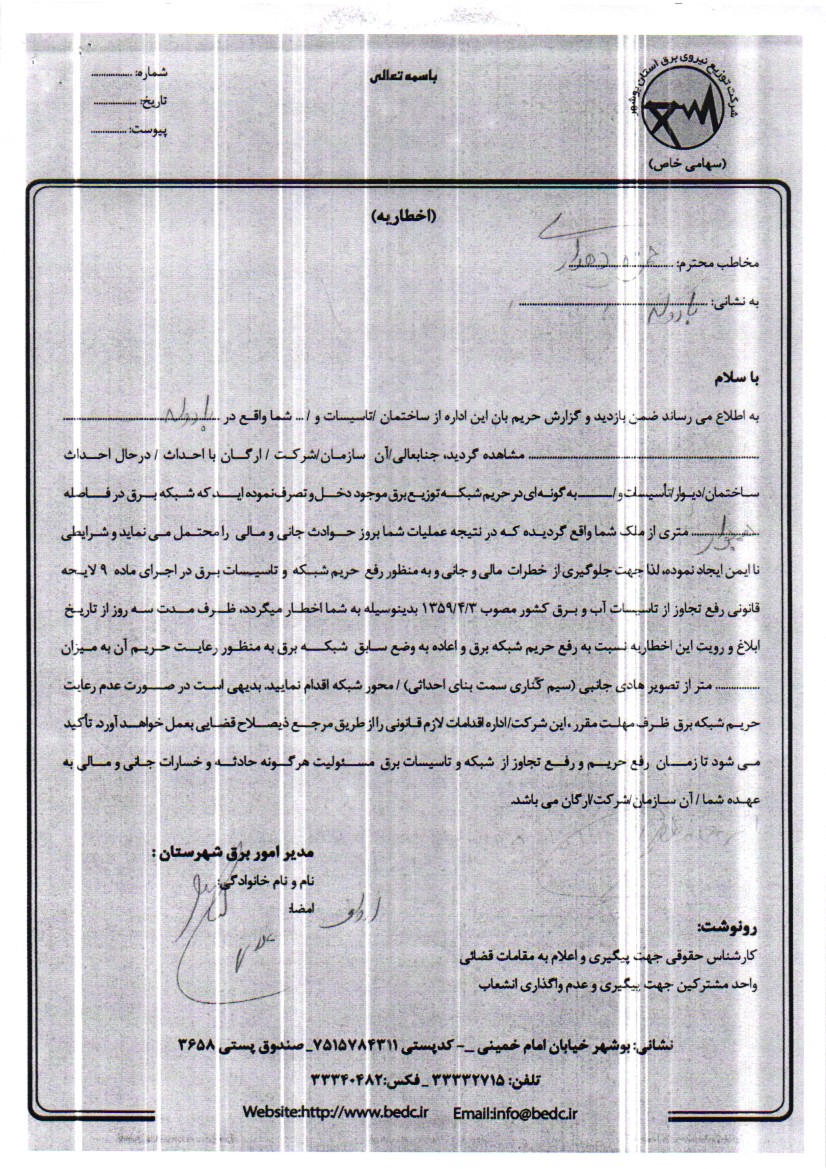 باسمه تعالی
شرکت توزیع نیروی برق استان بوشهر
(سهامی خاص)
شماره: ...............
تاریخ: ...............
پیوست: ...............
(اخطاریه)
مخاطب محترم: ...............
به نشانی: ...............
با سلام
به اطلاع می رساند ضمن بازدید و گزارش حریم بان این اداره از ساختمان /تاسیسات و /... شما واقع در ...............
............... مشاهده گردید، جنابعالی/آن سازمان/شرکت / ارگان با احداث / درحال احداث
ساختمان/دیوار/تأسیسات و /ــــــ به گونه ای در حریم شبکه توزیع برق موجود دخل و تصرف نموده اید، که شبکه برق در فاصله
............... متری از ملک شما واقع گردیده که در نتیجه عملیات شما بروز حوادث جانی و مالی را محتمل می نماید و شرایطی
نا ایمن ایجاد نموده، لذا جهت جلوگیری از خطرات مالی و جانی و به منظور رفع حریم شبکه و تاسیسات برق در اجرای ماده ۹ لایحه
قانونی رفع تجاوز از تاسیسات آب و برق کشور مصوب ۱۳۵۹/۴/۳ بدینوسیله به شما اخطار میگردد، ظرف مدت سه روز از تاریخ
ابلاغ و رویت این اخطاریه نسبت به رفع حریم شبکه برق و اعاده به وضع سابق شبکه برق به منظور رعایت حریم آن به میزان
............... متر از تصویر هادی جانبی (سیم کناری سمت بنای احداثی) / محور شبکه اقدام نمایید. بدیهی است در صورت عدم رعایت
حریم شبکه برق ظرف مهلت مقرر، این شرکت/اداره اقدامات لازم قانونی را از طریق مرجع ذیصلاح قضایی بعمل خواهد آورد. تأکید
می شود تا زمان رفع حریم و رفع تجاوز از شبکه و تاسیسات برق مسئولیت هرگونه حادثه و خسارات جانی و مالی به
عهده شما / آن سازمان/شرکت/ارگان می باشد.
مدیر امور برق شهرستان :
نام و نام خانوادگی:
امضا:
رونوشت:
کارشناس حقوقی جهت پیگیری و اعلام به مقامات قضائی
واحد مشترکین جهت پیگیری و عدم واگذاری انشعاب
نشانی: بوشهر خیابان امام خمینی _- کدپستی ۷۵۱۵۷۸۴۳۱۱_ صندوق پستی ۳۶۵۸
تلفن: ۳۳۳۳۲۷۱۵ _ فکس: ۳۳۳۴۰۴۸۲
Website:http://www.bedc.ir Email:info@bedc.ir